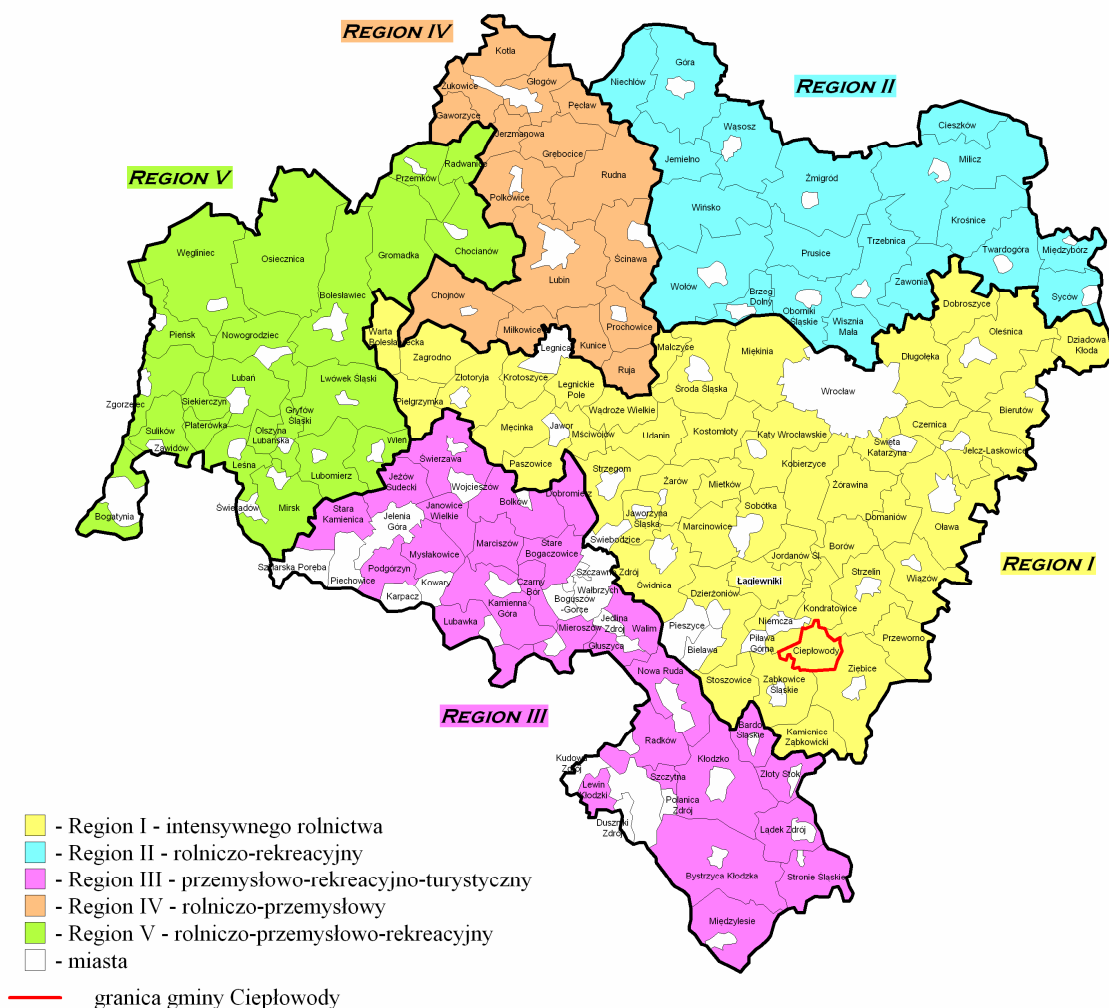 REGION IV
REGION II
REGION V
REGION III
REGION I
Kotla
Żukowice
Głogów
Pęcław
Gaworzyce
Jerzmanowa
Grębocice
Radwanice
Przemków
Polkowice
Rudna
Niechlów
Góra
Wąsosz
Jemielno
Cieszków
Milicz
Żmigród
Wińsko
Krośnice
Trzebnica
Prusice
Twardogóra
Międzybórz
Zawonia
Syców
Wołów
Brzeg
Dolny
Oborniki
Śląskie
Wisznia
Mała
Węgliniec
Osiecznica
Gromadka
Chocianów
Ścinawa
Lubin
Bolesławiec
Chojnów
Prochowice
Miłkowice
Kunice
Ruja
Pieńsk
Nowogrodziec
Warta
Bolesławiecka
Zagrodno
Legnica
Złotoryja
Krotoszyce
Legnickie
Pole
Malczyce
Miękinia
Środa Śląska
Wrocław
Długołęka
Dobroszyce
Oleśnica
Dziadowa
Kłoda
Bierutów
Czernica
Jelcz-Laskowice
Święta
Katarzyna
Zgorzelec
Lubań
Lwówek Śląski
Siekierczyn
Gryfów
Śląski
Platerówka
Sulików
Zawidów
Olszyna
Lubańska
Leśna
Lubomierz
Wleń
Pielgrzymka
Męcinka
Jawor
Mściwojów
Wądroże Wielkie
Udanin
Kostomłoty
Kąty Wrocławskie
Kobierzyce
Żórawina
Paszowice
Świerzawa
Strzegom
Żarów
Mietków
Sobótka
Domaniów
Oława
Bogatynia
Świeradów
Mirsk
Stara
Kamienica
Jeżów
Sudecki
Wojcieszów
Bolków
Dobromierz
Janowice
Wielkie
Jelenia
Góra
Jaworzyna
Śląska
Marcinowice
Świebodzice
Jordanów Śl.
Borów
Strzelin
Wiązów
Mysłakowice
Marciszów
Stare
Bogaczowice
Szklarska Poręba
Piechowice
Podgórzyn
Karpacz
Kowary
Kamienna
Góra
Czarny
Bór
Szczawno Zdrój
Wałbrzych
Boguszów
-Gorce
Świdnica
Dzierżoniów
Łagiewniki
Kondratowice
Niemcza
Przeworno
Lubawka
Mieroszów
Jedlina
Zdrój
Głuszyca
Walim
Pieszyce
Bielawa
Piława
Górna
Ciepłowody
Ziębice
Nowa Ruda
Stoszowice
Ząbkowice
Śląskie
Kamieniec
Ząbkowicki
Bardo
Śląskie
Złoty Stok
Radków
Kłodzko
Kudowa
Zdrój
Lewin
Kłodzki
Szczytna
Polanica
Zdrój
Duszniki
Zdrój
Lądek Zdrój
Stronie Śląskie
Bystrzyca Kłodzka
Międzylesie
- Region I - intensywnego rolnictwa
- Region II - rolniczo-rekreacyjny
- Region III - przemysłowo-rekreacyjno-turystyczny
- Region IV - rolniczo-przemysłowy
- Region V - rolniczo-przemysłowo-rekreacyjny
- miasta
granica gminy Ciepłowody